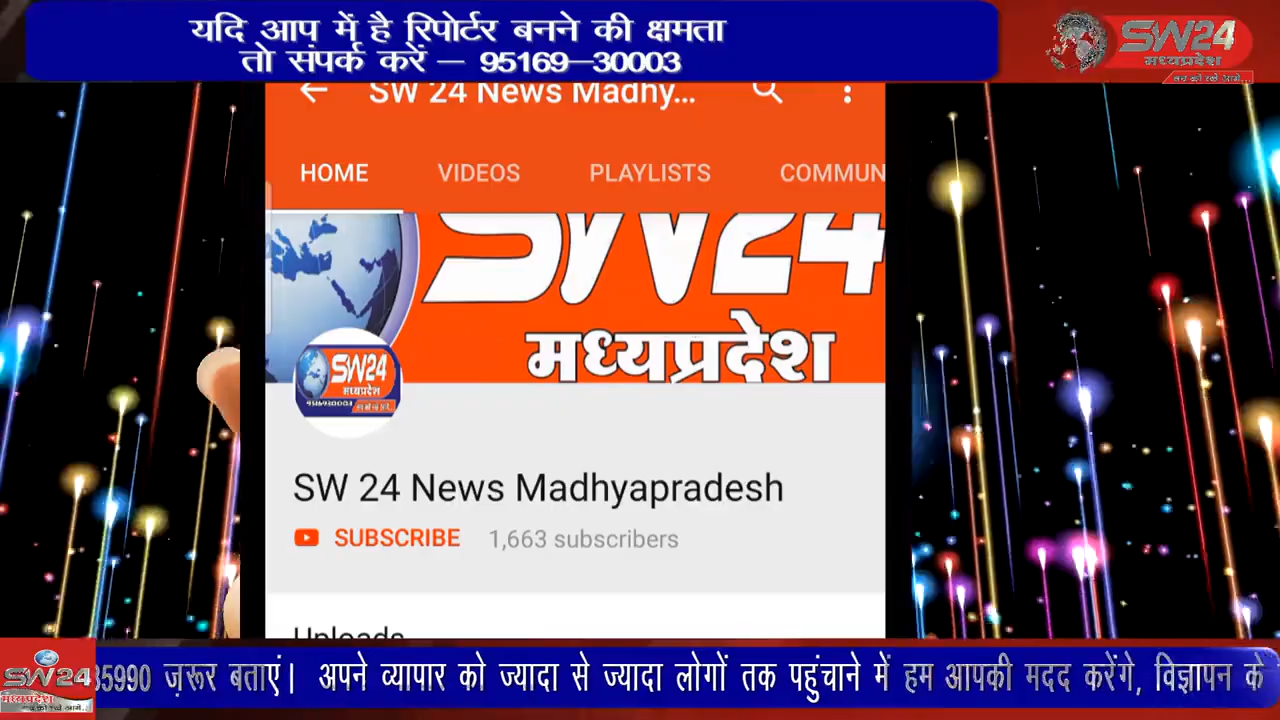 यदि आप में है रिपोर्टर बनने की क्षमता
तो संपर्क करें – 95169–30003
SW24
मध्यप्रदेश
SW 24 News Madhy...
HOME VIDEOS PLAYLISTS COMMUN
SW24
मध्यप्रदेश
SW24
मध्यप्रदेश
SW 24 News Madhyapradesh
SUBSCRIBE 1,663 subscribers
Uploads
SW24
मध्यप्रदेश
35990 ज़रूर बताएं। अपने व्यापार को ज्यादा से ज्यादा लोगों तक पहुंचाने में हम आपकी मदद करेंगे, विज्ञापन के